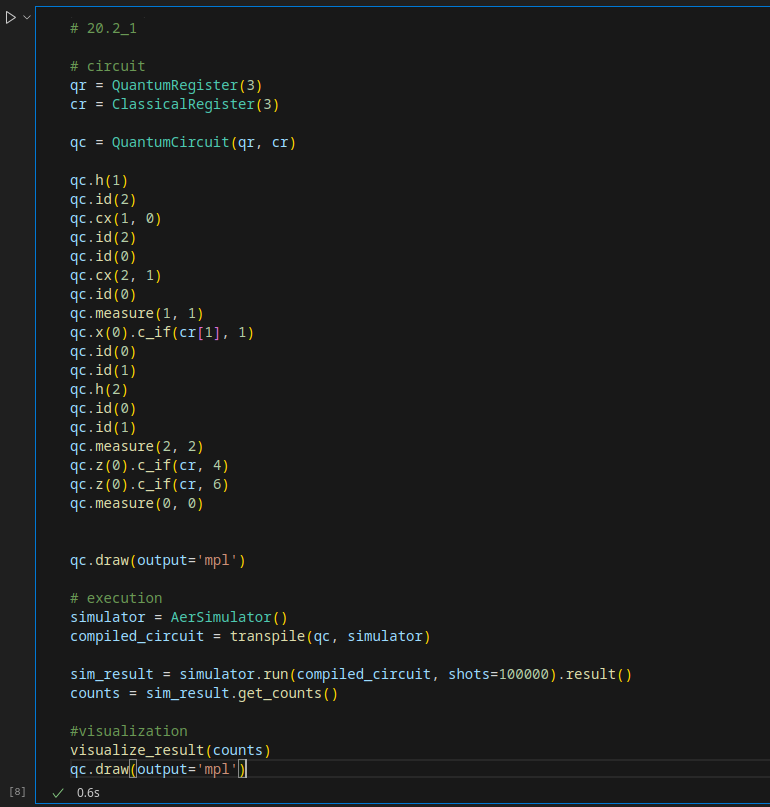 # 20.2_1
# circuit
qr = QuantumRegister(3)
cr = ClassicalRegister(3)
qc = QuantumCircuit(qr, cr)
qc.h(1)
qc.id(2)
qc.cx(1, 0)
qc.id(2)
qc.id(0)
qc.cx(2, 1)
qc.id(0)
qc.measure(1, 1)
qc.x(0).c_if(cr[1], 1)
qc.id(0)
qc.id(1)
qc.h(2)
qc.id(0)
qc.id(1)
qc.measure(2, 2)
qc.z(0).c_if(cr, 4)
qc.z(0).c_if(cr, 6)
qc.measure(0, 0)
qc.draw(output='mpl')
# execution
simulator = AerSimulator()
compiled_circuit = transpile(qc, simulator)
sim_result = simulator.run(compiled_circuit, shots=100000).result()
counts = sim_result.get_counts()
#visualization
visualize_result(counts)
qc.draw(output='mpl')
[8] 0.6s